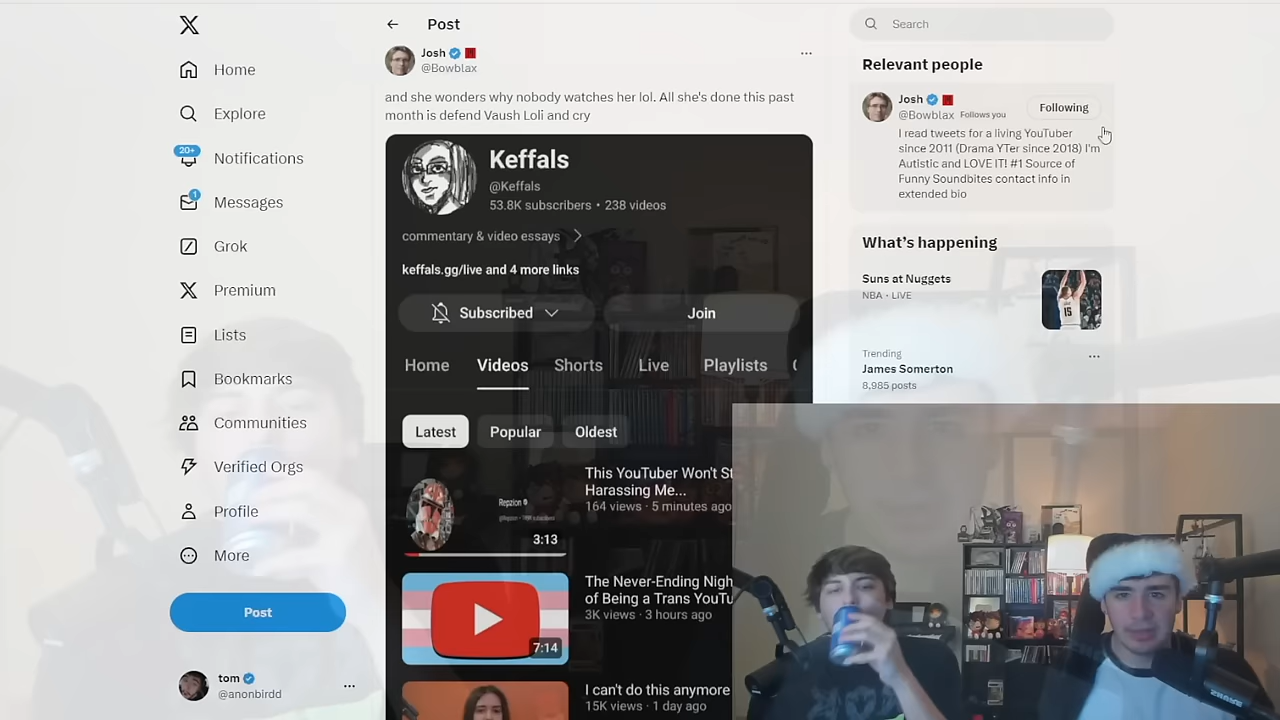 Home
Explore
20+
Notifications
1
Messages
Grok
Premium
Lists
Bookmarks
Communities
Verified Orgs
Profile
More
Post
tom
@anonbirdd
Post
Josh
@Bowblax
and she wonders why nobody watches her lol. All she's done this past
month is defend Vaush Loli and cry
Keffals
@Keffals
53.8K subscribers • 238 videos
commentary & video essays
keffals.gg/live and 4 more links
Subscribed
Join
Home
Videos
Shorts
Live
Playlists
Latest
Popular
Oldest
This YouTuber Won't St
Harassing Me...
164 views · 5 minutes ago
Repzion
3:13
The Never-Ending Nigh
of Being a Trans YouTu
3K views · 3 hours ago
7:14
I can't do this anymore
15K views · 1 day ago
Search
Relevant people
Josh
@Bowblax Follows you
Following
I read tweets for a living YouTuber
since 2011 (Drama YTer since 2018) I'm
Autistic and LOVE IT! #1 Source of
Funny Soundbites contact info in
extended bio
What's happening
Suns at Nuggets
NBA · LIVE
15
Trending
James Somerton
8,985 posts
SHURE